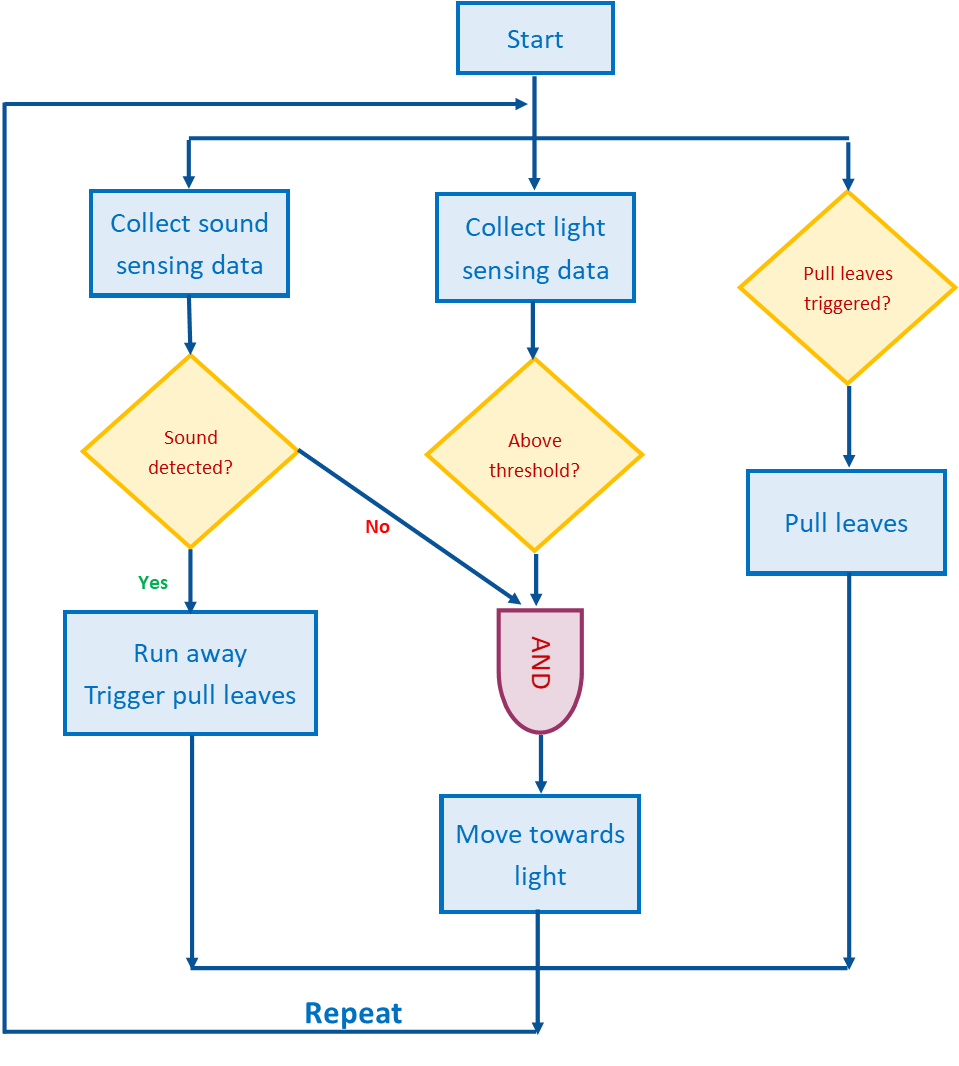 Start
Collect sound
sensing data
Collect light
sensing data
Pull leaves
triggered?
Sound
detected?
Above
threshold?
No
Pull leaves
Yes
Run away
Trigger pull leaves
AND
Move towards
light
Repeat